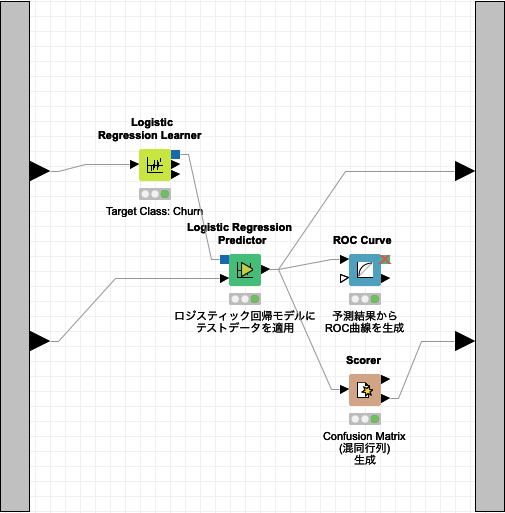 Logistic
Regression Learner
Target Class: Churn
Logistic Regression
Predictor
ロジスティック回帰モデルに
テストデータを適用
ROC Curve
予測結果から
ROC曲線を生成
Scorer
Confusion Matrix
(混同行列)
生成